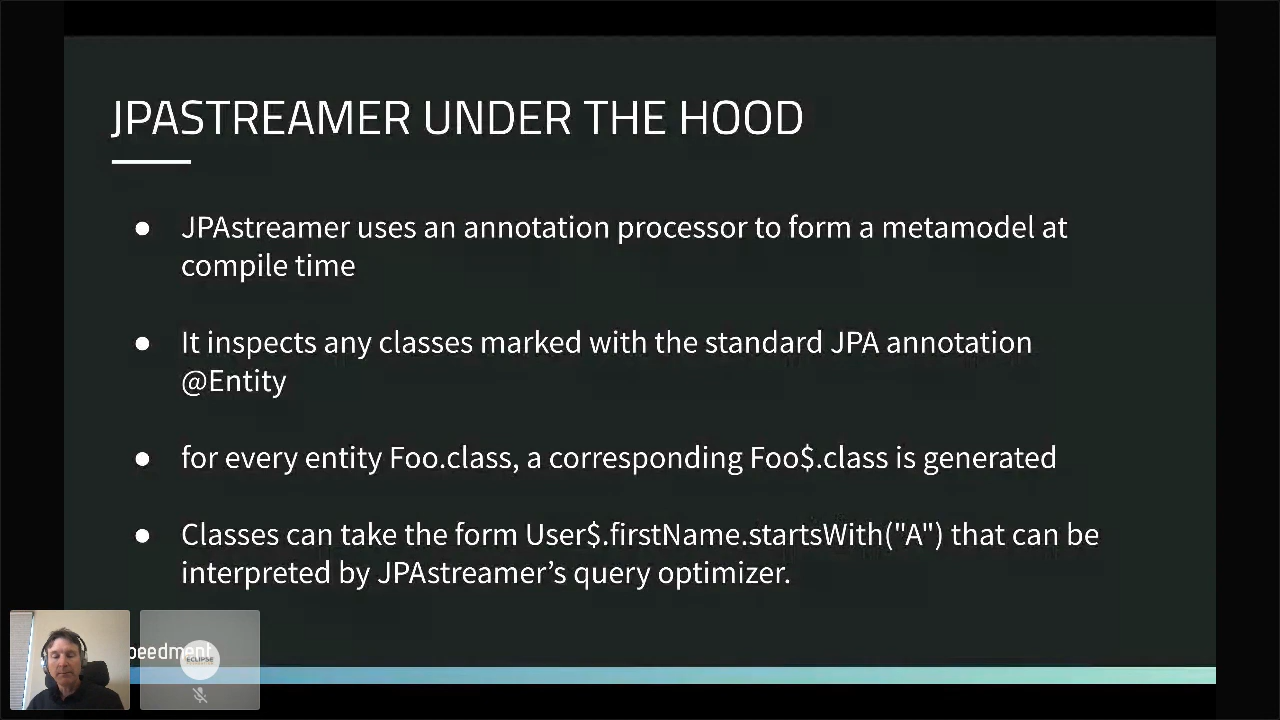 JPASTREAMER UNDER THE HOOD
● JPAstreamer uses an annotation processor to form a metamodel at
compile time
● It inspects any classes marked with the standard JPA annotation
@Entity
● for every entity Foo.class, a corresponding Foo$.class is generated
● Classes can take the form User$.firstName.startsWith("A") that can be
interpreted by JPAstreamer’s query optimizer.
peedment
ECLIPSE